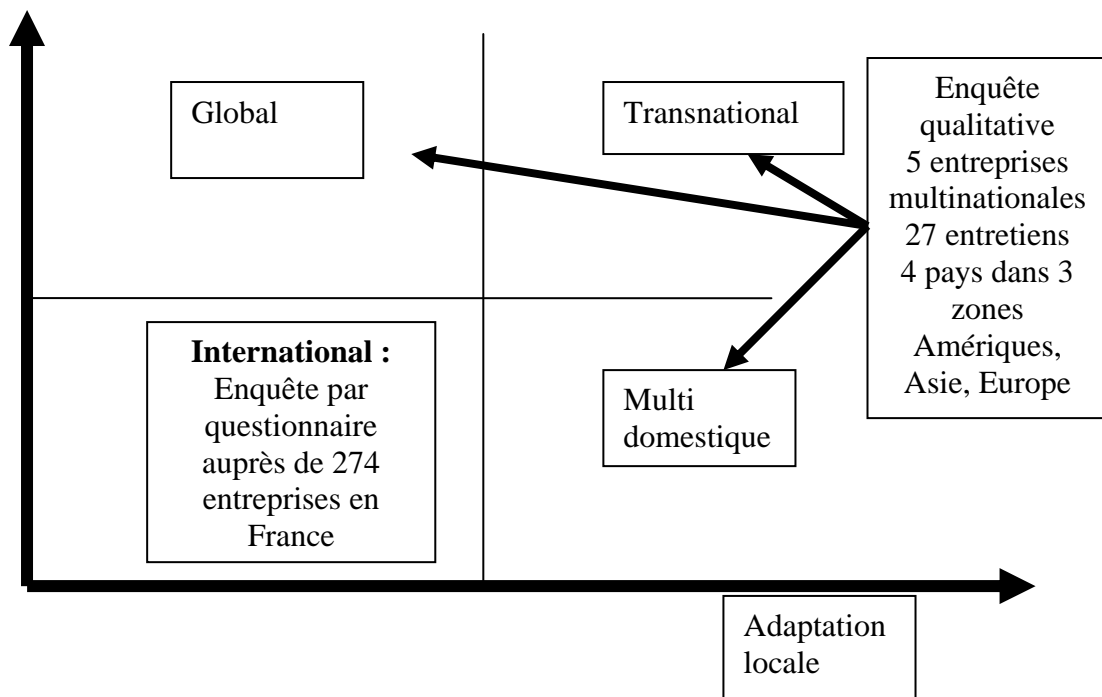 Global
Transnational
Enquête
qualitative
5 entreprises
multinationales
27 entretiens
4 pays dans 3
zones
Amériques,
Asie, Europe
International :
Enquête par
questionnaire
auprès de 274
entreprises en
France
Multi
domestique
Adaptation
locale